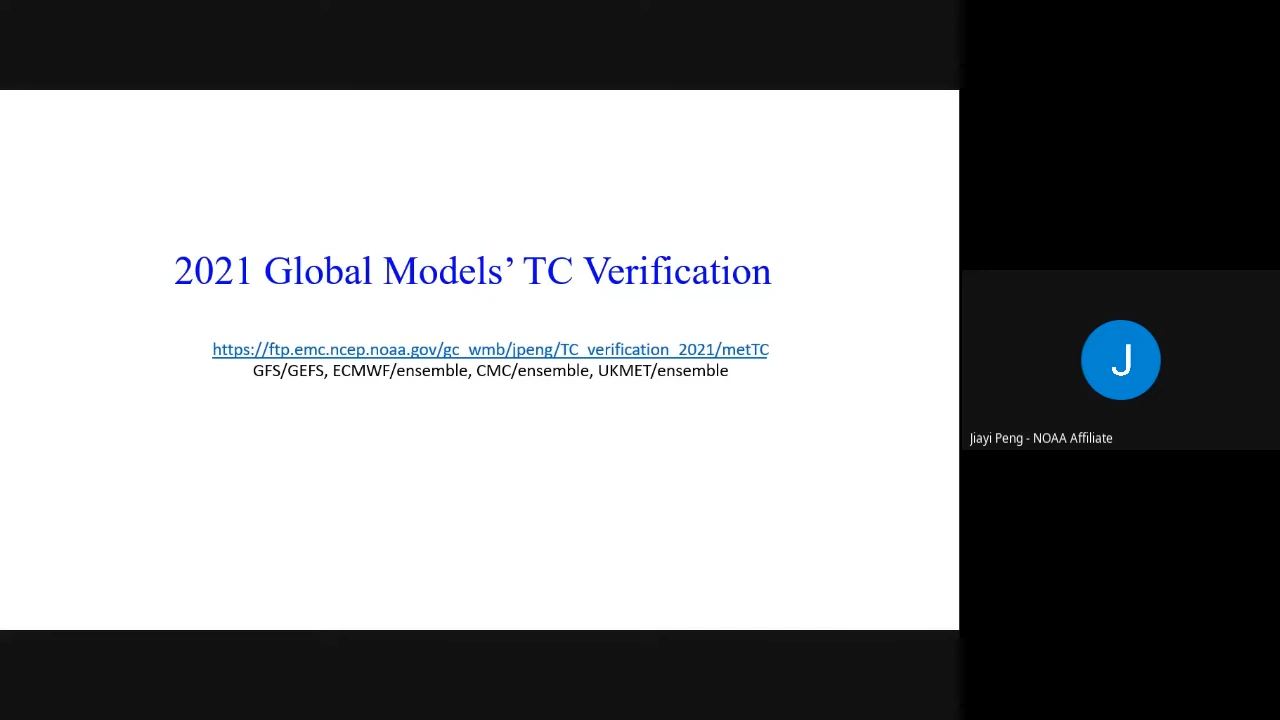 2021 Global Models’ TC Verification
https://ftp.emc.ncep.noaa.gov/gc_wmb/jpeng/TC_verification_2021/metTC
GFS/GEFS, ECMWF/ensemble, CMC/ensemble, UKMET/ensemble
J
Jiayi Peng - NOAA Affiliate